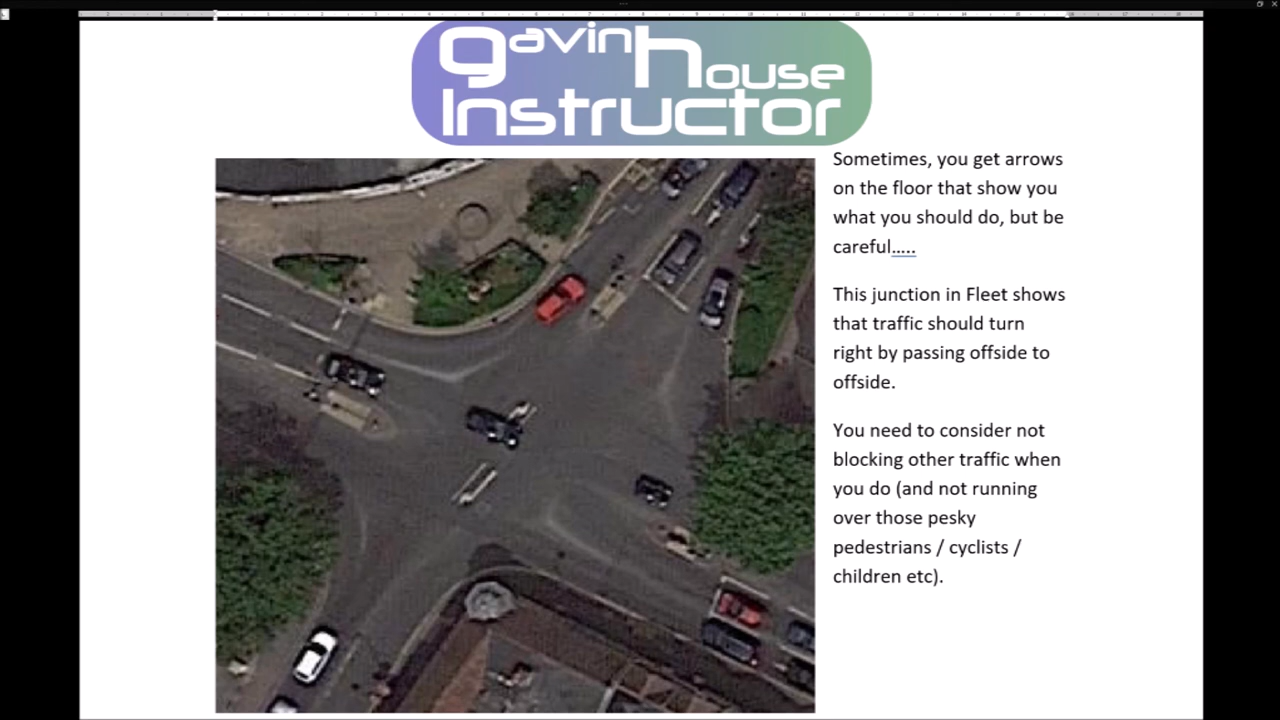 gavin house
Instructor
Sometimes, you get arrows
on the floor that show you
what you should do, but be
careful.....
This junction in Fleet shows
that traffic should turn
right by passing offside to
offside.
You need to consider not
blocking other traffic when
you do (and not running
over those pesky
pedestrians / cyclists /
children etc).